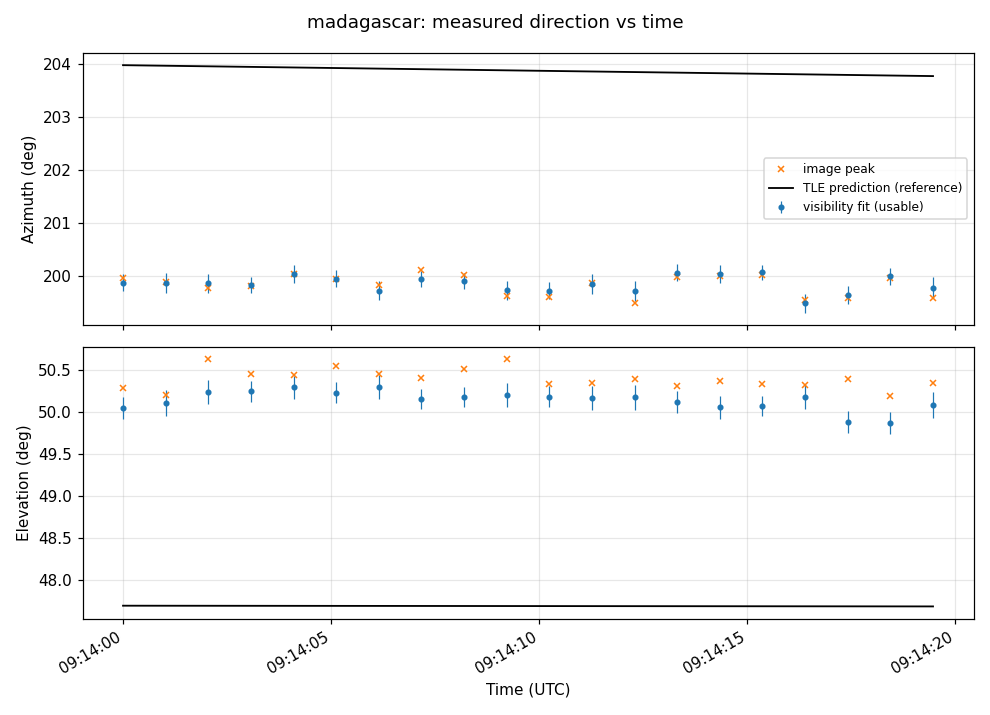 madagascar: measured direction vs time
204
203
202
201
200
Azimuth (deg)
image peak
TLE prediction (reference)
visibility fit (usable)
50.5
50.0
49.5
49.0
48.5
48.0
Elevation (deg)
09:14:00
09:14:05
09:14:10
09:14:15
09:14:20
Time (UTC)